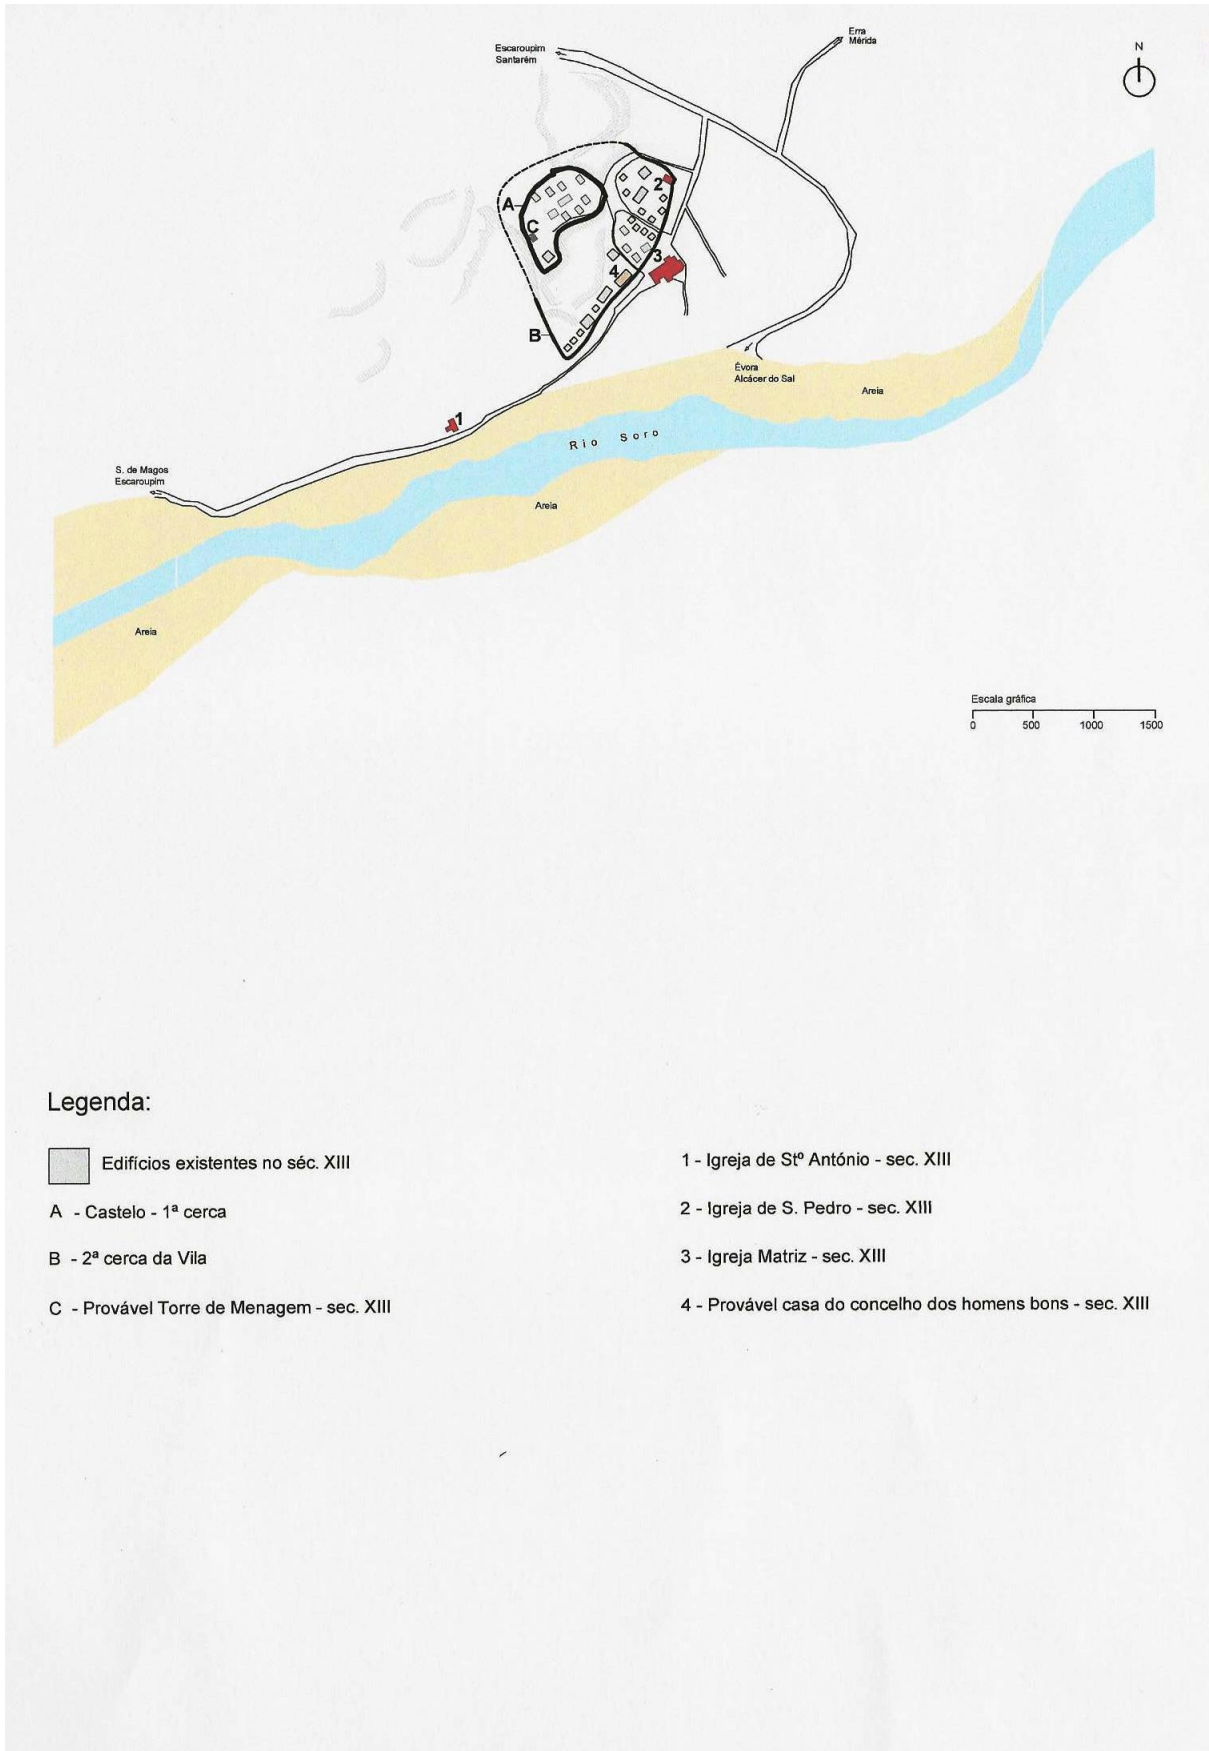 Erra
Mérida
Escaroupim
Santarém
N
A
2
C
3
4
B
Évora
Alcácer do Sal
Areia
1
Rio Soro
S. de Magos
Escaroupim
Areia
Areia
Escala gráfica
0 500 1000 1500
Legenda:
Edifícios existentes no séc. XIII
A - Castelo - 1ª cerca
B - 2ª cerca da Vila
C - Provável Torre de Menagem - sec. XIII
1 - Igreja de Stº António - sec. XIII
2 - Igreja de S. Pedro - sec. XIII
3 - Igreja Matriz - sec. XIII
4 - Provável casa do concelho dos homens bons - sec. XIII